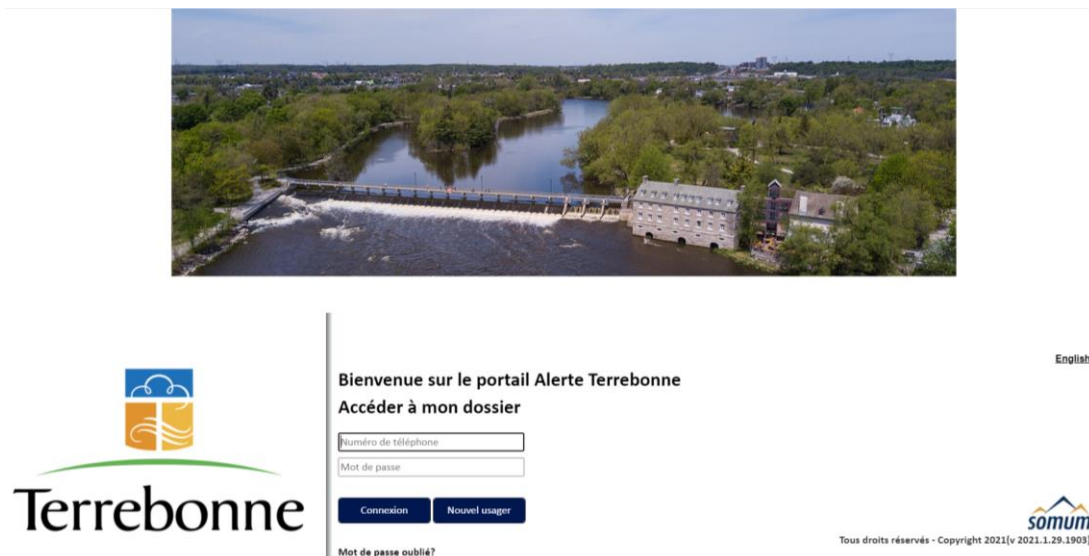 English
Bienvenue sur le portail Alerte Terrebonne
Accéder à mon dossier
Numéro de téléphone
Mot de passe
Connexion
Nouvel usager
Mot de passe oublié?
Terrebonne
somum
Tous droits réservés - Copyright 2021(v 2021.1.29.1903)